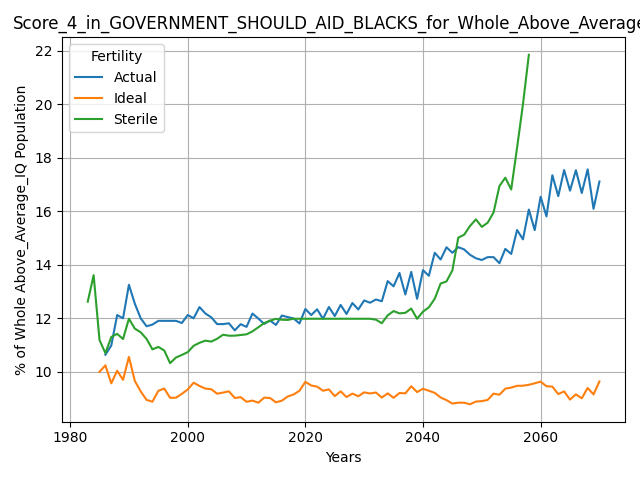 Score_4_in_GOVERNMENT_SHOULD_AID_BLACKS_for_Whole_Above_Average
Fertility
Actual
Ideal
Sterile
% of Whole Above_Average_IQ Population
22
20
18
16
14
12
10
1980
2000
2020
2040
2060
Years